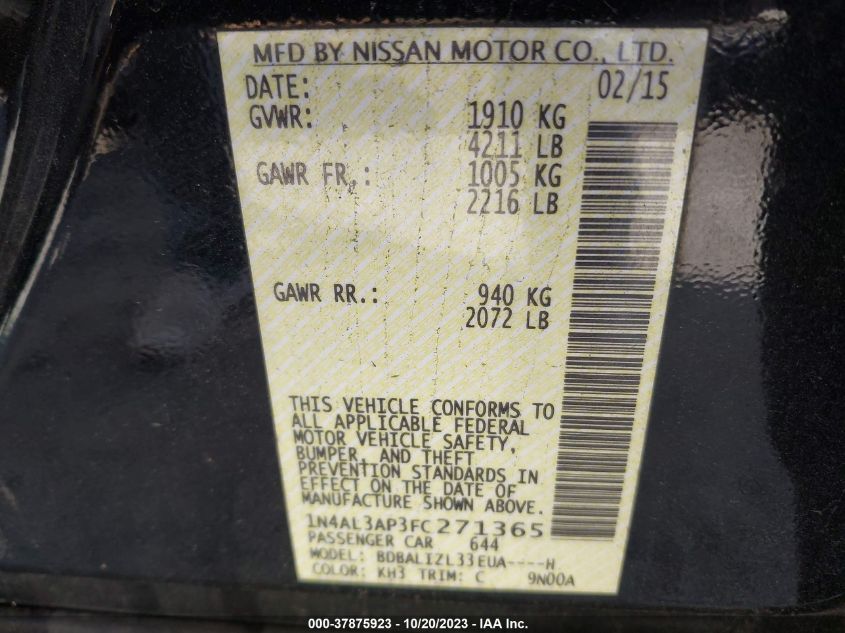 MFD BY NISSAN MOTOR CO., LTD.
DATE: 02/15
GVWR: 1910 KG
4211 LB
GAWR FR.: 1005 KG
2216 LB
GAWR RR.: 940 KG
2072 LB
THIS VEHICLE CONFORMS TO
ALL APPLICABLE FEDERAL
MOTOR VEHICLE SAFETY,
BUMPER, AND THEFT
PREVENTION STANDARDS IN
EFFECT ON THE DATE OF
MANUFACTURE SHOWN ABOVE.
1N4AL3AP3FC271365
PASSENGER CAR 644
MODEL: BDBALIZL33EUA----H
COLOR: KH3 TRIM: C 9N00A
000-37875923 - 10/20/2023 - IAA Inc.